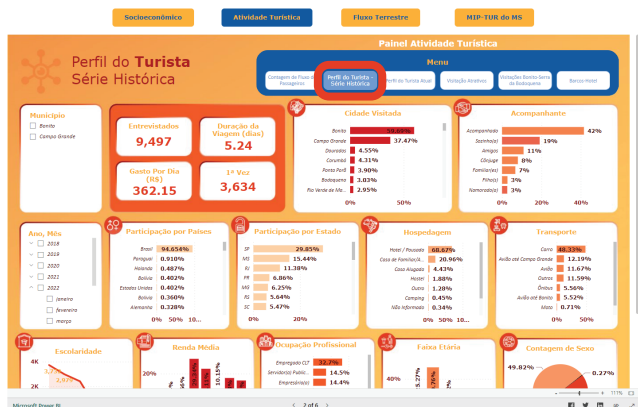 Socioeconômico
Atividade Turística
Fluxo Terrestre
MIP-TUR do MS
Painel Atividade Turística
Perfil do Turista
Série Histórica
Menu
Contagem de Fluxo de Passageiros
Perfil do Turista - Série Histórica
Perfil do Turista Atual
Visitação Atrativo
Visitações Bonito-Serra da Bodoquena
Barcos-Hotel
Município
Bonito
Campo Grande
Entrevistados
9,497
Duração da Viagem (dias)
5.24
Gasto Por Dia (R$)
362.15
1ª Vez
3,634
Cidade Visitada
Bonito
Campo Grande 37.47%
Dourados 4.55%
Corumbá 4.31%
Ponta Porã 3.90%
Bodoquena 3.03%
Rio Verde de Ma... 2.95%
0% 50%
Acompanhante
Acompanhado 42%
Sozinho(a) 19%
Amigos 11%
Cônjuge 8%
Familiar(es) 7%
Filho(s) 3%
Namorado(a) 3%
0% 20% 40%
Ano, Mês
2018
2019
2020
2021
2022
janeiro
fevereiro
março
Participação por Países
Brasil 94.654%
Paraguai 0.910%
Holanda 0.487%
Bolívia 0.402%
Estados Unidos 0.402%
Bolivia 0.360%
Alemanha 0.328%
0% 50% 10...
Participação por Estado
SP 29.85%
MS 15.44%
RJ 11.38%
PR 6.86%
MG 6.25%
RS 5.64%
SC 5.47%
0% 20%
Hospedagem
Hotel / Pousada 68.67%
Casa de Familiar/A... 20.96%
Casa Alugada 4.43%
Hostel 1.88%
Outro 1.28%
Camping 0.45%
Não Informado 0.34%
0% 50%
Transporte
Carro 48.33%
Avião até Campo Grande 12.19%
Avião 11.67%
Outros 11.59%
Ônibus 5.56%
Avião até Bonito 5.52%
Moto 0.71%
0% 50%
Escolaridade
4K
2K
Renda Média
20%
10.15%
Ocupação Profissional
Empregado CLT 32.7%
Servidor(a) Públic... 14.5%
Empresário(a) 14.4%
Faixa Etária
40%
Contagem de Sexo
49.82%
0.27%
111%
Microsoft Power BI
2 of 6